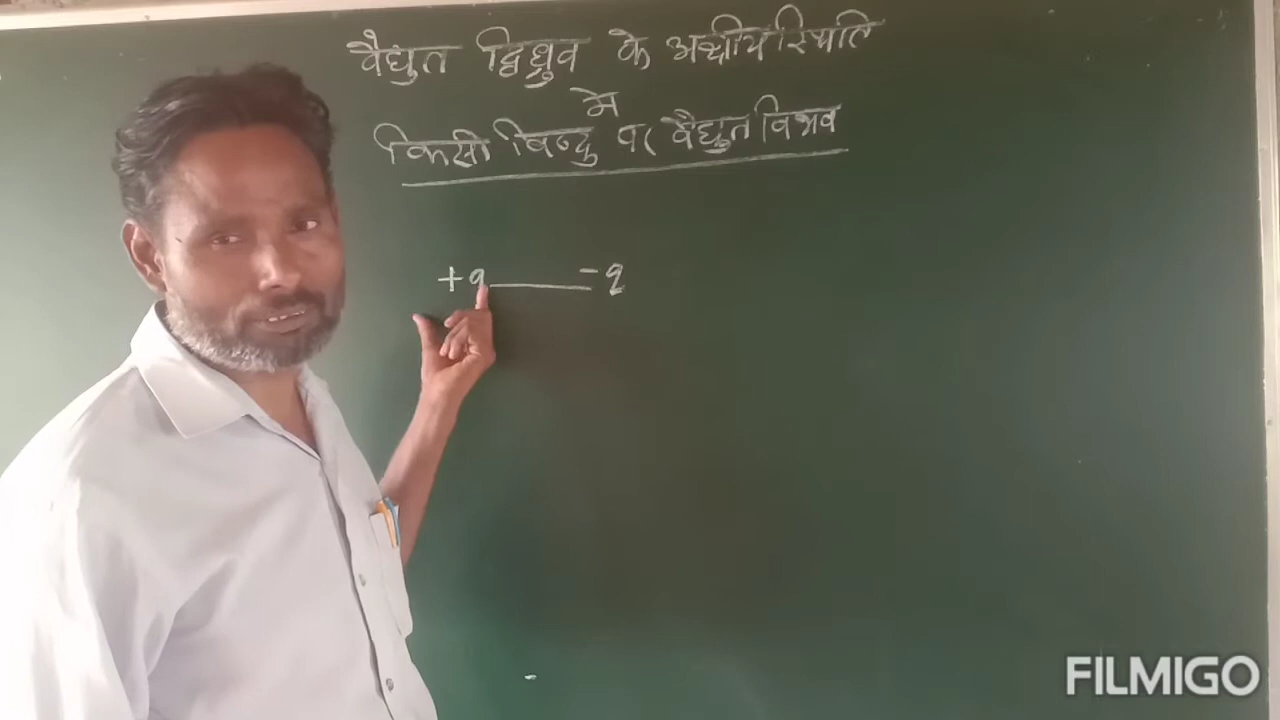 वैद्युत द्विध्रुव के अक्षीय स्थिति
में
किसी बिन्दु पर वैद्युत विभव
+q -q
FILMIGO